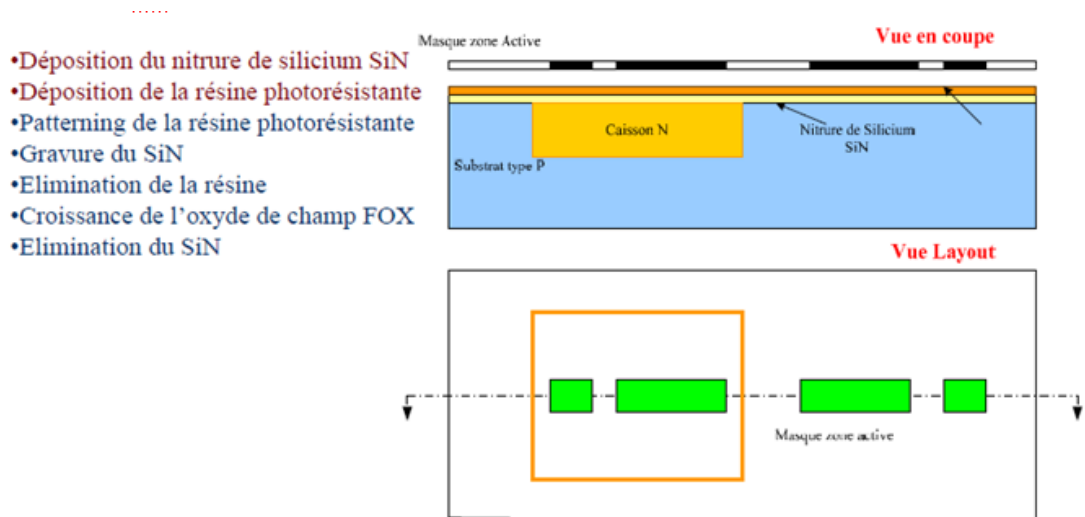 ......
•Déposition du nitrure de silicium SiN
•Déposition de la résine photorésistante
•Patterning de la résine photorésistante
•Gravure du SiN
•Elimination de la résine
•Croissance de l'oxyde de champ FOX
•Elimination du SiN
Masque zone Active
Vue en coupe
Caisson N
Nitrure de Silicium
SiN
Substrat type P
Vue Layout
Masque zone active